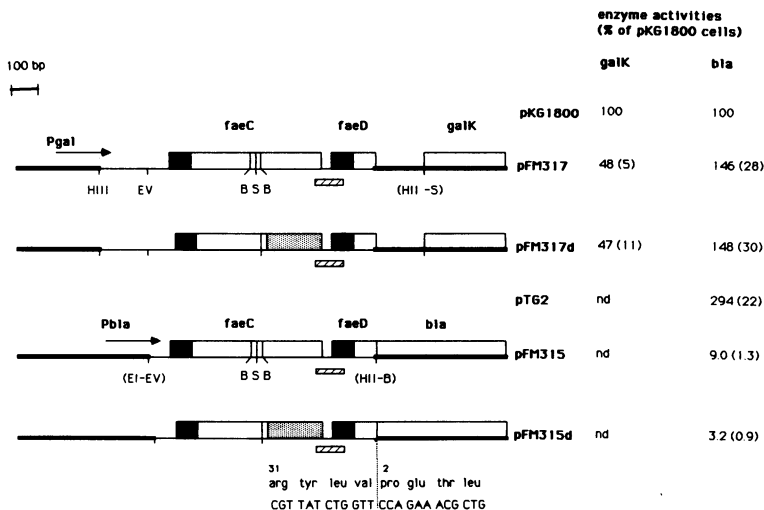 enzyme activities
(% of pKG1800 cells)
galK bla
100 bp
pKG1800 100 100
faeC faeD galK
Pgal
pFM317 48 (5) 146 (28)
HIII EV B S B (HII -S)
pFM317d 47 (11) 148 (30)
pTG2 nd 294 (22)
Pbla faeC faeD bla
pFM315 nd 9.0 (1.3)
(EI-EV) B S B (HII-B)
pFM315d nd 3.2 (0.9)
31 2
arg tyr leu val pro glu thr leu
CGT TAT CTG GTT CCA GAA ACG CTG